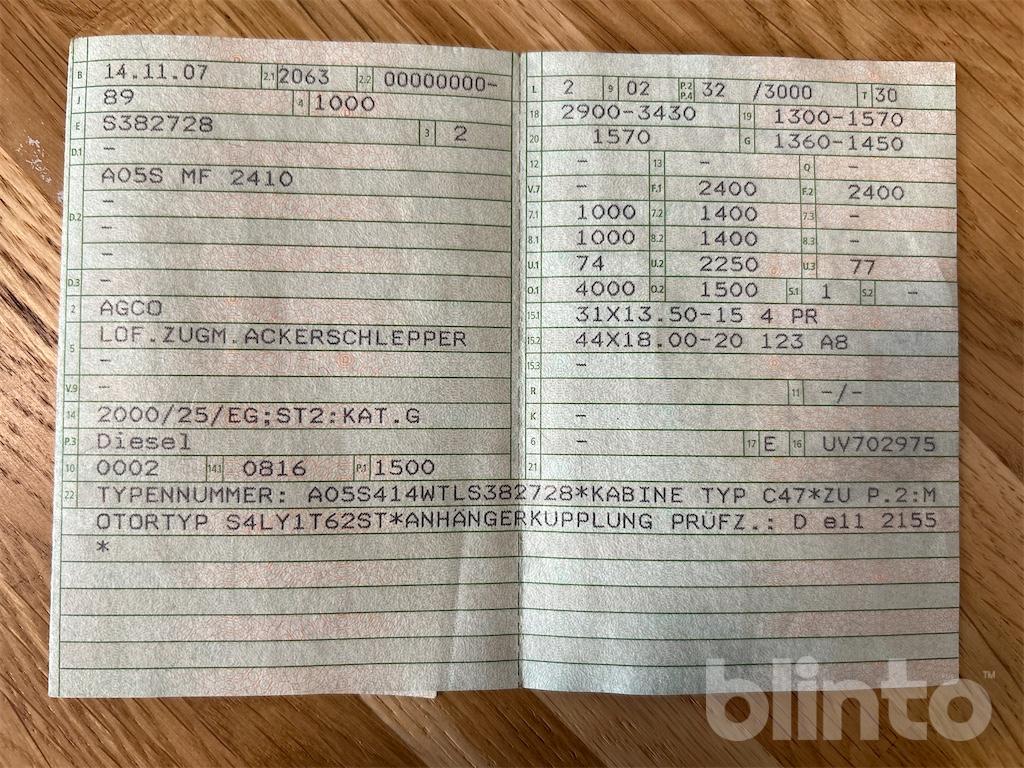 B 14.11.07 2.1 2063 2.2 00000000-
J 89 4 1000
E S382728 3 2
D.1 -
A05S MF 2410
D.2 -
-
-
D.3 -
2 AGCO
5 LOF.ZUGM.ACKERSCHLEPPER
-
V.9 -
14 2000/25/EG;ST2:KAT.G
P.3 Diesel
10 0002 14.1 0816 P.1 1500
L 2 9 02 P.2 P.4 32 /3000 T 30
18 2900-3430 19 1300-1570
20 1570 G 1360-1450
12 - 13 - Q -
V.7 - F.1 2400 F.2 2400
7.1 1000 7.2 1400 7.3 -
8.1 1000 8.2 1400 8.3 -
U.1 74 U.2 2250 U.3 77
O.1 4000 O.2 1500 S.1 1 S.2 -
15.1 31X13.50-15 4 PR
15.2 44X18.00-20 123 A8
15.3 -
R 11 -/-
K -
6 - 17 E 16 UV702975
21
22 TYPENNUMMER: A05S414WTLS382728*KABINE TYP C47*ZU P.2:M
OTORTYP S4LY1T62ST*ANHÄNGERKUPPLUNG PRÜFZ.: D e11 2155
*
blinto™